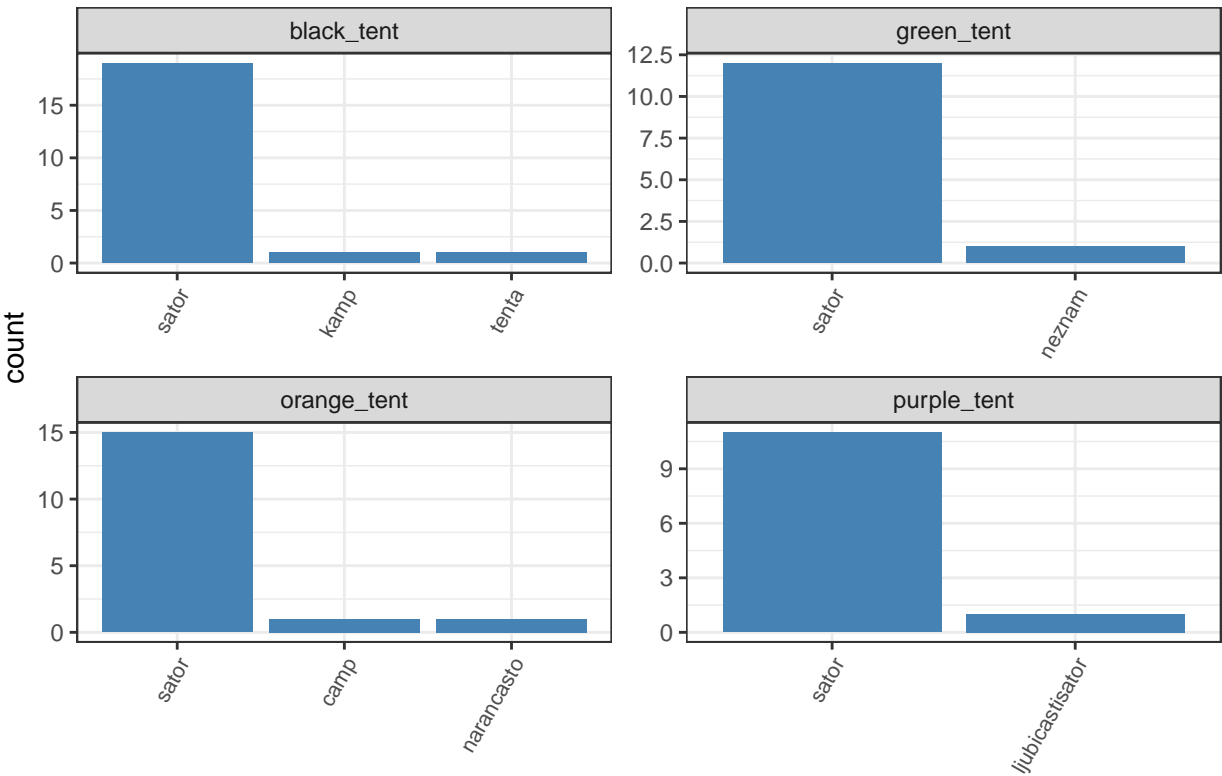 black_tent
green_tent
15
10
5
0
12.5
10.0
7.5
5.0
2.5
0.0
sator
kamp
tenta
sator
neznam
count
orange_tent
purple_tent
15
10
5
0
9
6
3
0
sator
camp
narancasto
sator
ljubicastisator